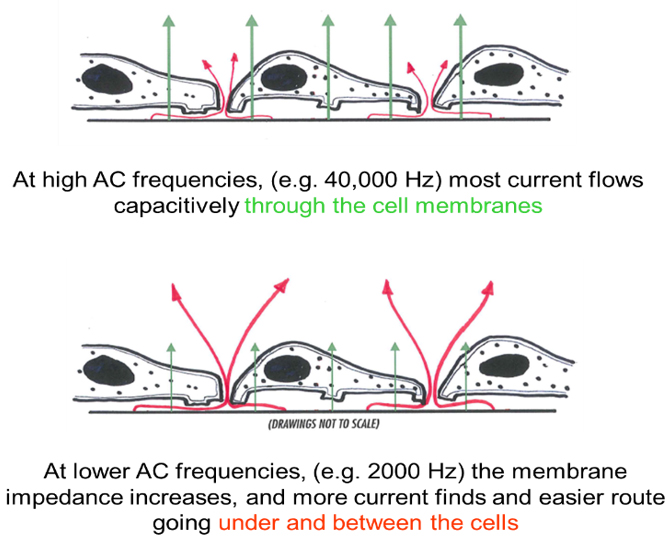 At high AC frequencies, (e.g. 40,000 Hz) most current flows
capacitively through the cell membranes
(DRAWINGS NOT TO SCALE)
At lower AC frequencies, (e.g. 2000 Hz) the membrane
impedance increases, and more current finds and easier route
going under and between the cells